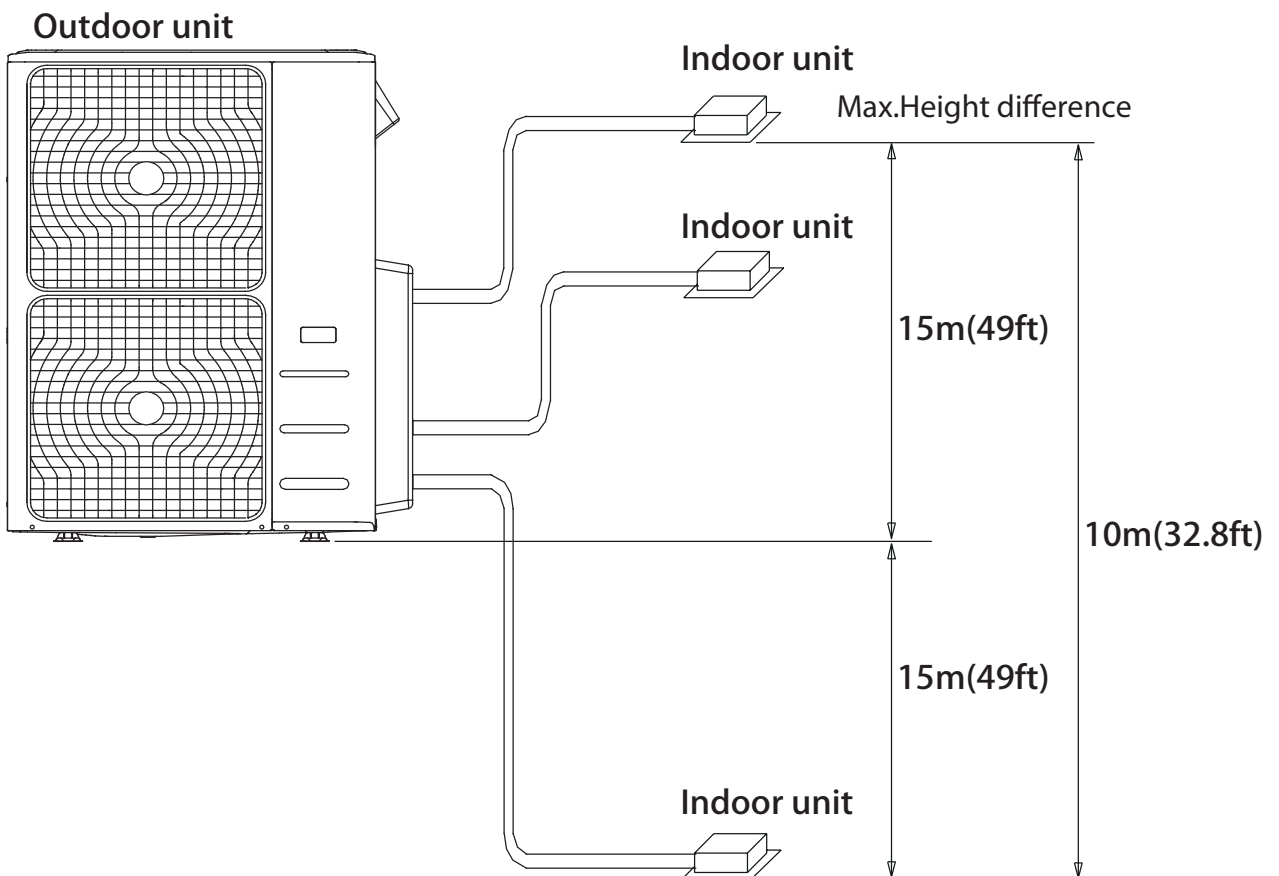 Outdoor unit
Indoor unit
Max.Height difference
Indoor unit
15m(49ft)
10m(32.8ft)
15m(49ft)
Indoor unit